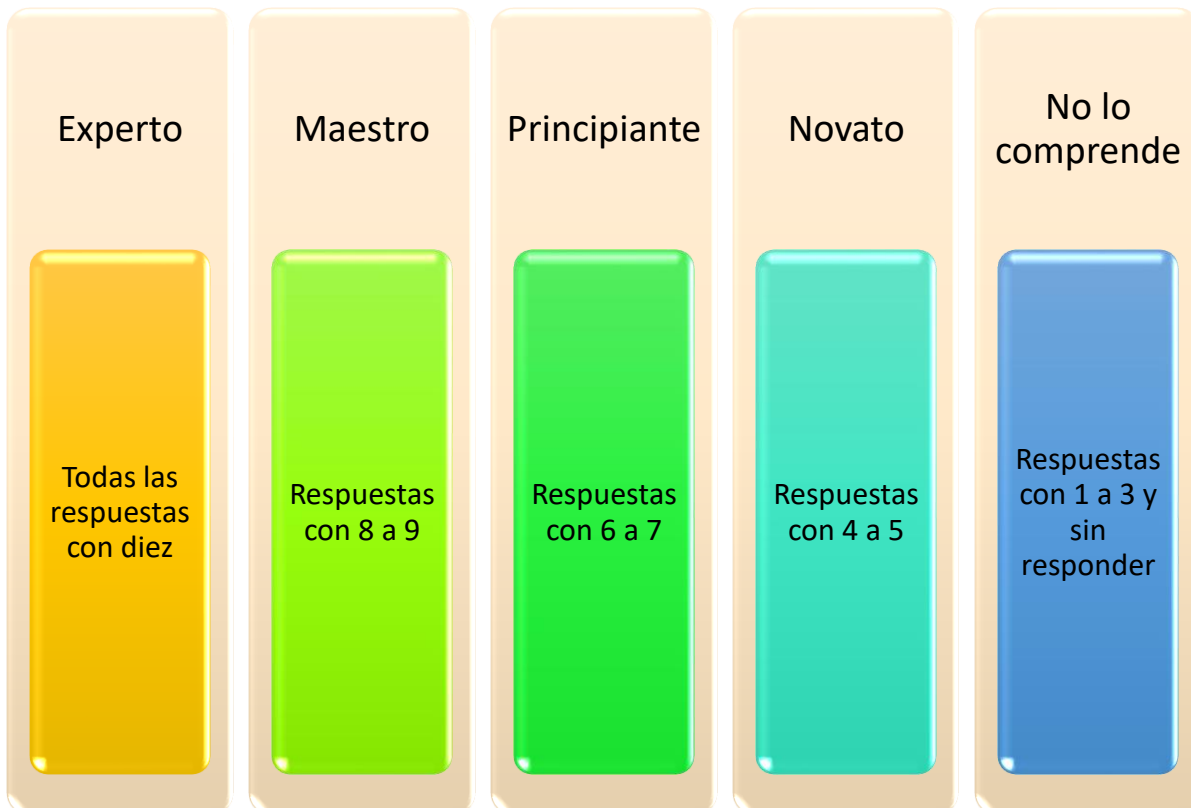 Experto
Todas las
respuestas
con diez
Maestro
Respuestas
con 8 a 9
Principiante
Respuestas
con 6 a 7
Novato
Respuestas
con 4 a 5
No lo
comprende
Respuestas
con 1 a 3 y
sin
responder